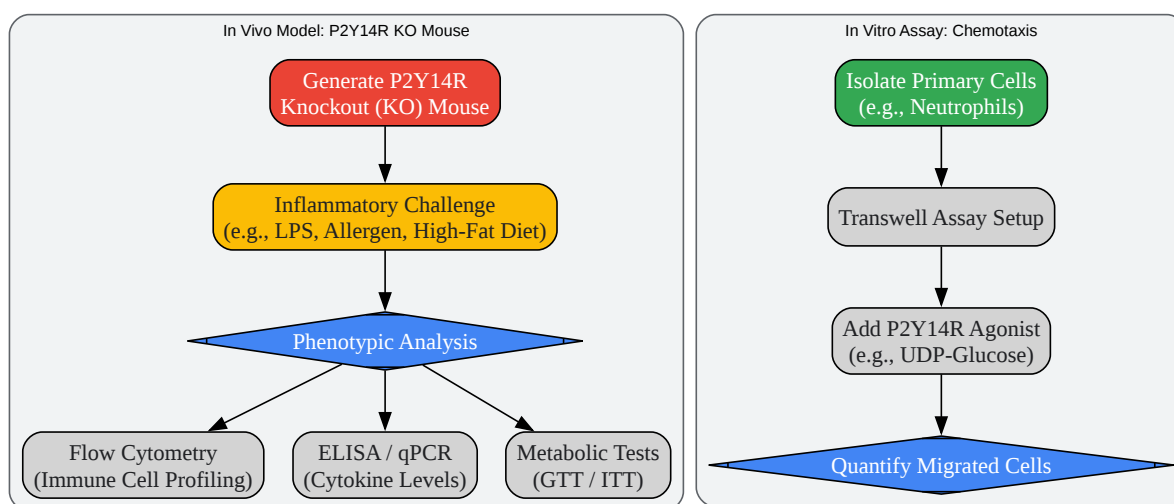 In Vivo Model: P2Y14R KO Mouse
Generate P2Y14R
Knockout (KO) Mouse
Inflammatory Challenge
(e.g., LPS, Allergen, High-Fat Diet)
Phenotypic Analysis
Flow Cytometry
(Immune Cell Profiling)
ELISA / qPCR
(Cytokine Levels)
Metabolic Tests
(GTT / ITT)
In Vitro Assay: Chemotaxis
Isolate Primary Cells
(e.g., Neutrophils)
Transwell Assay Setup
Add P2Y14R Agonist
(e.g., UDP-Glucose)
Quantify Migrated Cells